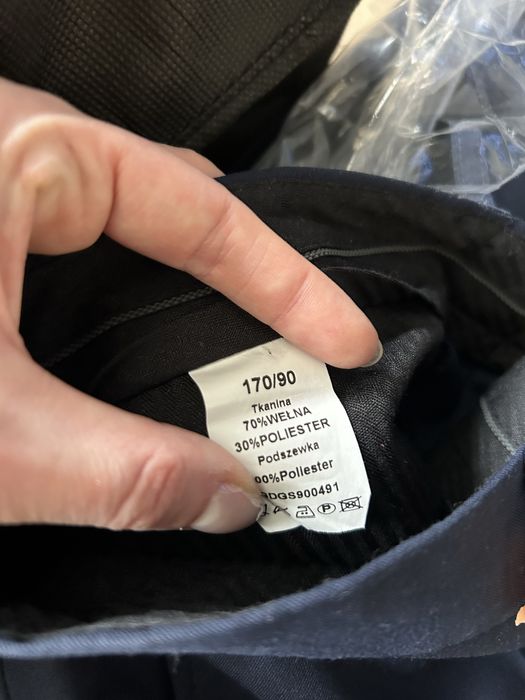 170/90
Tkanina
70%WEŁNA
30%POLIESTER
Podszewka
00%Poliester
DGS900491
P